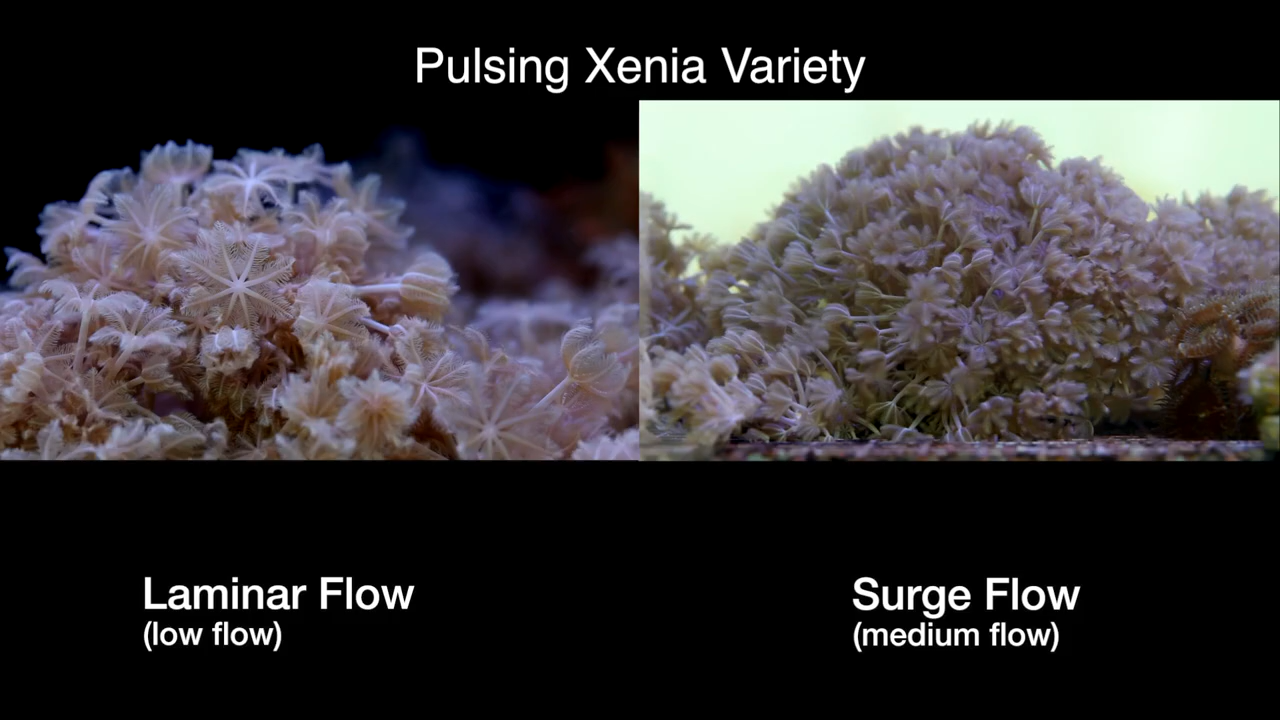 Pulsing Xenia Variety
Laminar Flow
(low flow)
Surge Flow
(medium flow)